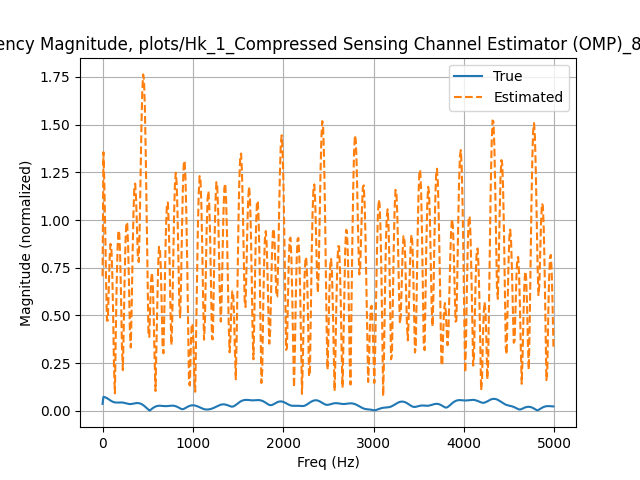 ency Magnitude, plots/Hk_1_Compressed Sensing Channel Estimator (OMP)_8
True
Estimated
Magnitude (normalized)
1.75
1.50
1.25
1.00
0.75
0.50
0.25
0.00
0 1000 2000 3000 4000 5000
Freq (Hz)